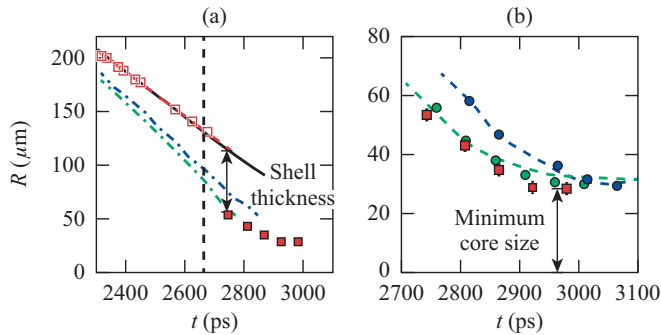 (a)
(b)
R (μm)
200
150
100
50
0
2400 2600 2800 3000
t (ps)
Shell
thickness
80
60
40
20
0
2700 2800 2900 3000 3100
t (ps)
Minimum
core size